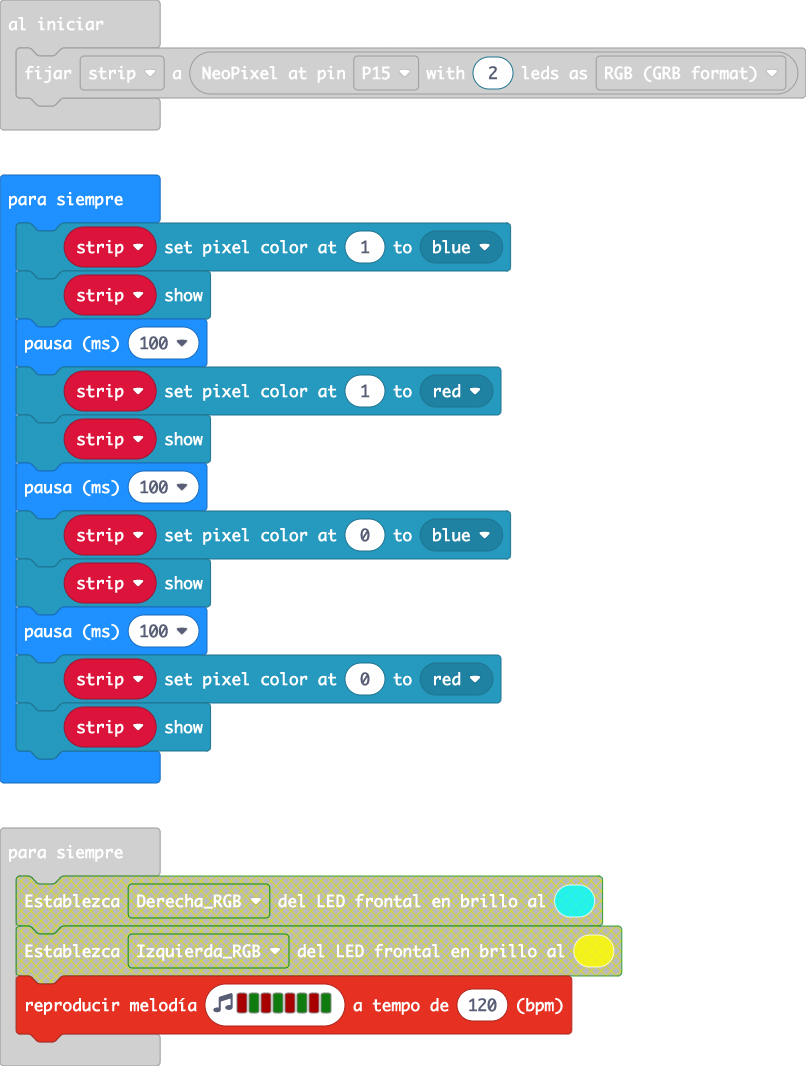 al iniciar
fijar strip a NeoPixel at pin P15 with 2 leds as RGB (GRB format)
para siempre
strip set pixel color at 1 to blue
strip show
pausa (ms) 100
strip set pixel color at 1 to red
strip show
pausa (ms) 100
strip set pixel color at 0 to blue
strip show
pausa (ms) 100
strip set pixel color at 0 to red
strip show
para siempre
Establezca Derecha_RGB del LED frontal en brillo al
Establezca Izquierda_RGB del LED frontal en brillo al
reproducir melodía a tempo de 120 (bpm)